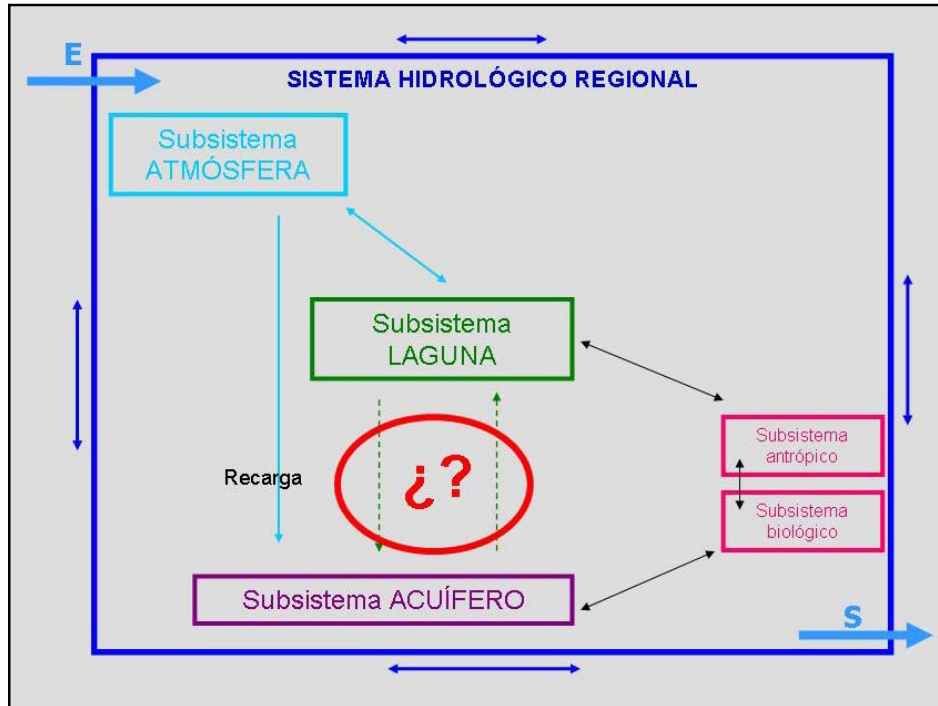 E
SISTEMA HIDROLÓGICO REGIONAL
Subsistema
ATMÓSFERA
Subsistema
LAGUNA
Subsistema
antrópico
Recarga
¿?
Subsistema
biológico
Subsistema ACUÍFERO
S